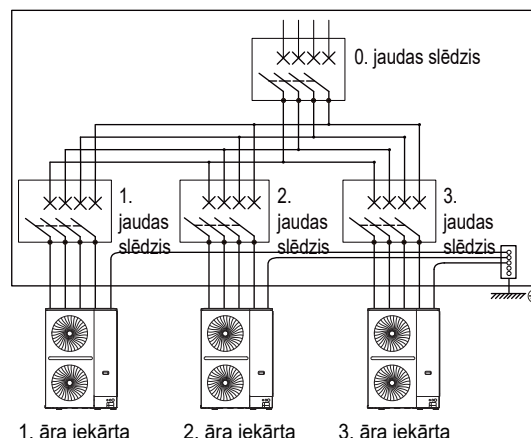 0. jaudas slēdzis
1.
jaudas
slēdzis
2.
jaudas
slēdzis
3.
jaudas
slēdzis
1. āra iekārta
2. āra iekārta
3. āra iekārta